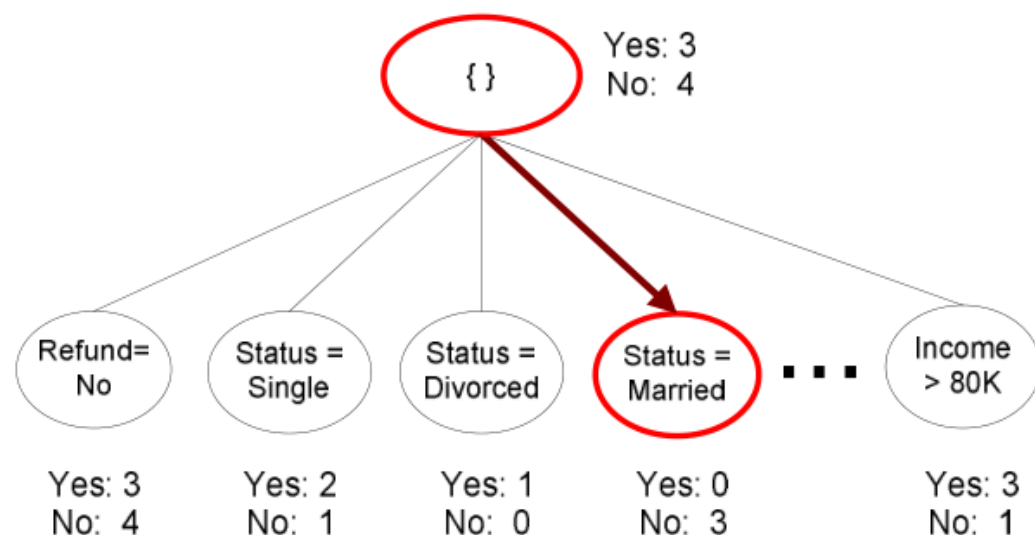 { }
Yes: 3
No: 4
Refund=
No
Status =
Single
Status =
Divorced
Status =
Married
...
Income
> 80K
Yes: 3
No: 4
Yes: 2
No: 1
Yes: 1
No: 0
Yes: 0
No: 3
Yes: 3
No: 1